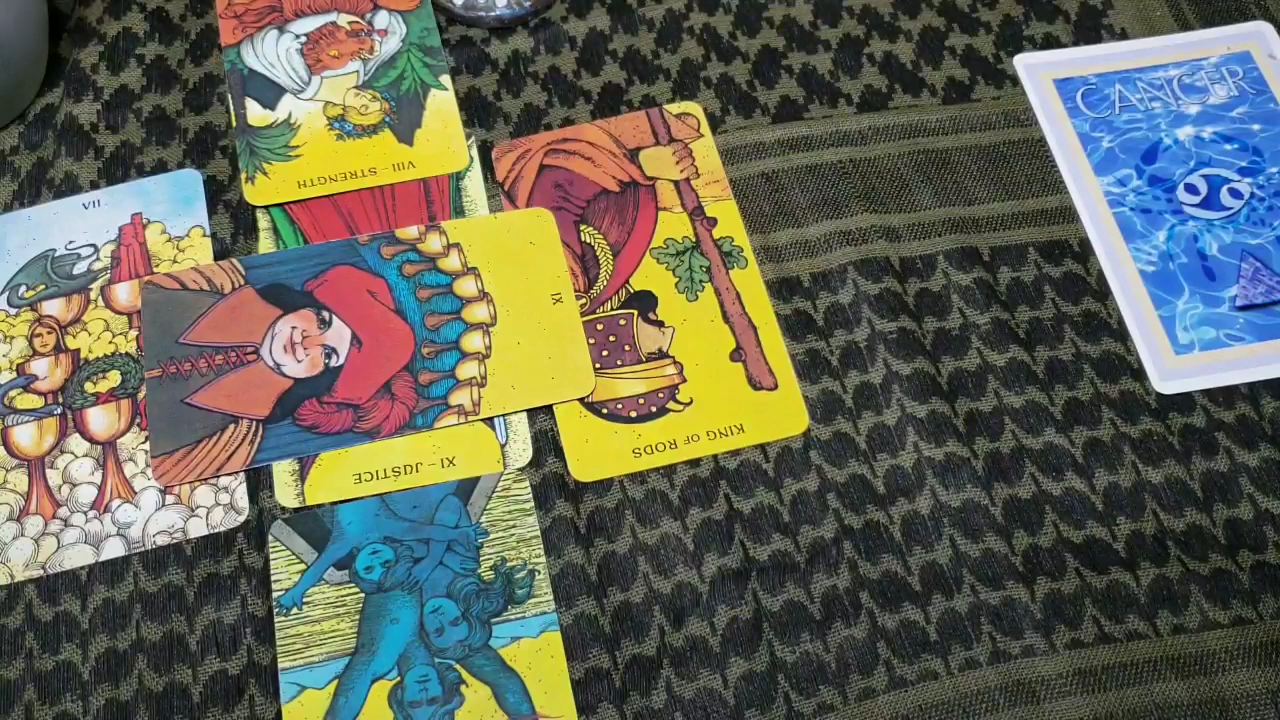 VIII – STRENGTH
CANCER
VII
IX
KING OF RODS
XI – JUSTICE